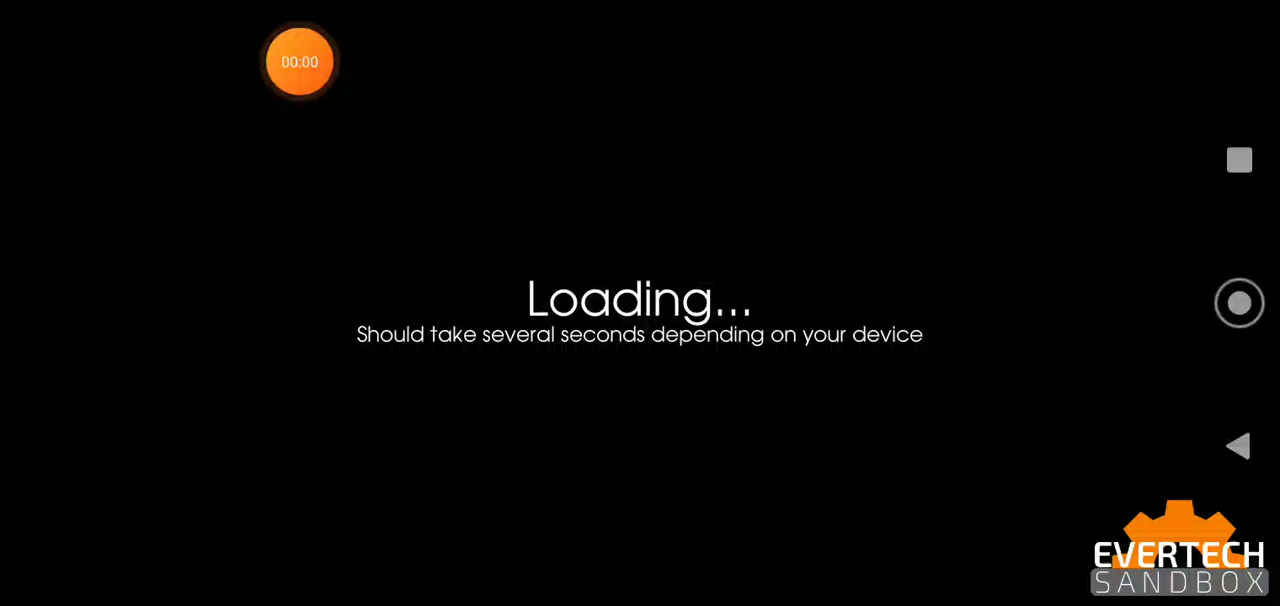 00:00
Loading...
Should take several seconds depending on your device
EVERTECH
SANDBOX